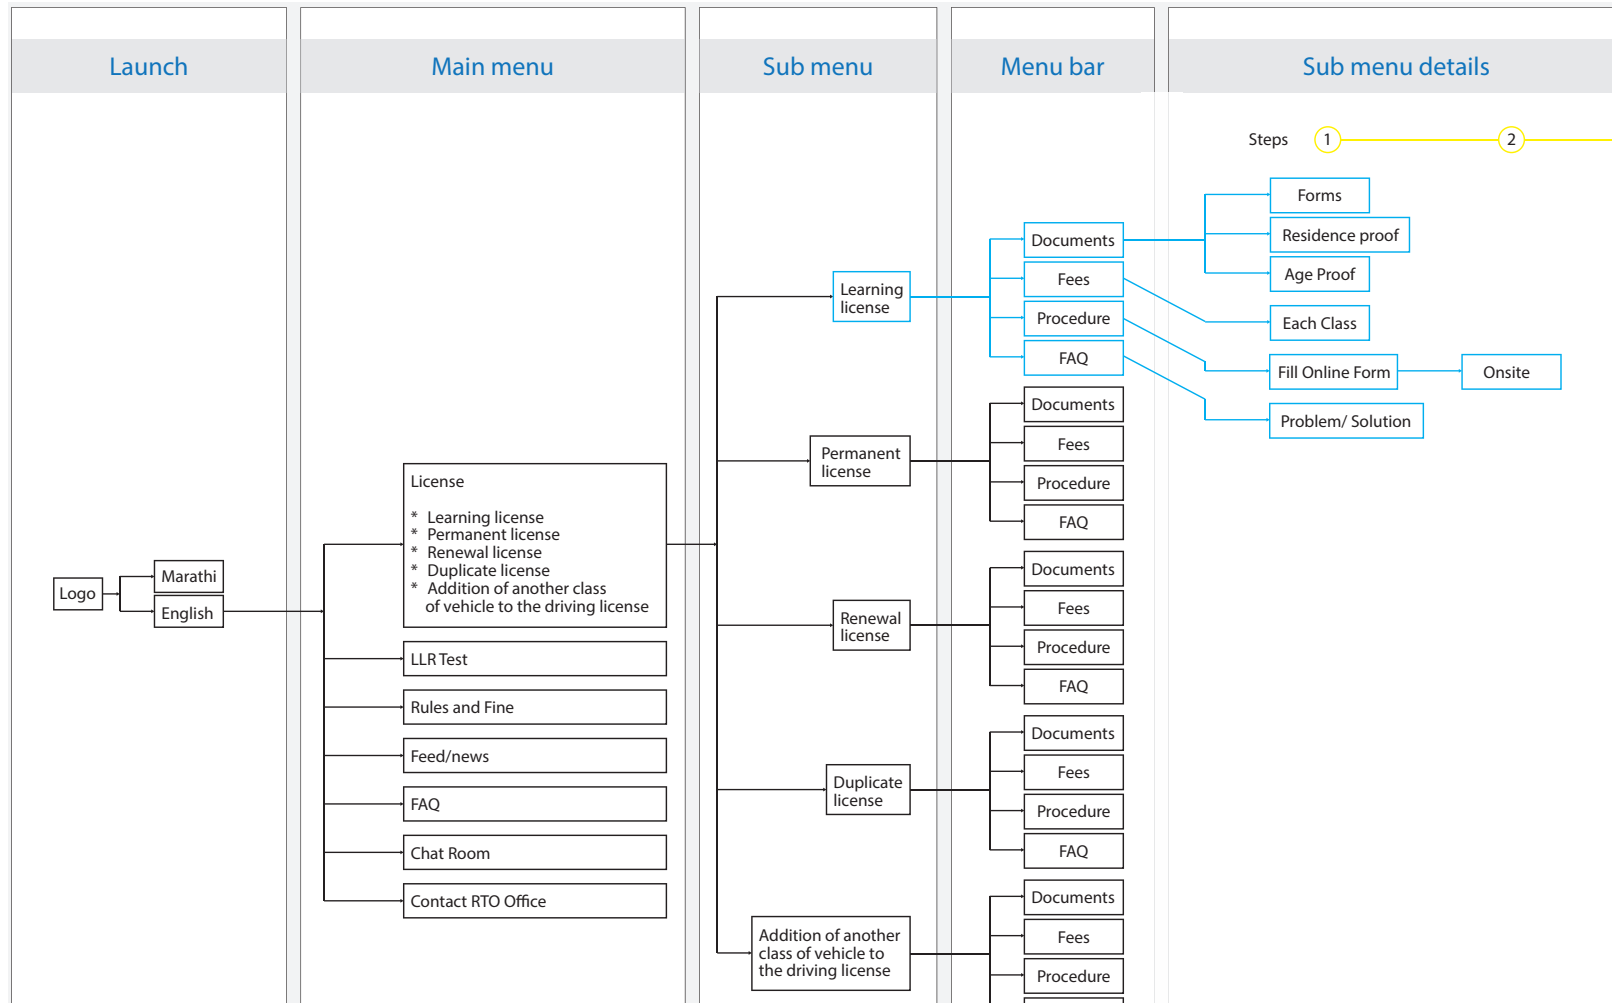 Launch
Main menu
Sub menu
Menu bar
Sub menu details
Steps
1
2
Logo
Marathi
English
License
* Learning license
* Permanent license
* Renewal license
* Duplicate license
* Addition of another class
of vehicle to the driving license
LLR Test
Rules and Fine
Feed/news
FAQ
Chat Room
Contact RTO Office
Learning
license
Permanent
license
Renewal
license
Duplicate
license
Addition of another
class of vehicle to
the driving license
Documents
Fees
Procedure
FAQ
Documents
Fees
Procedure
FAQ
Documents
Fees
Procedure
FAQ
Documents
Fees
Procedure
FAQ
Documents
Fees
Procedure
Forms
Residence proof
Age Proof
Each Class
Fill Online Form
Onsite
Problem/ Solution